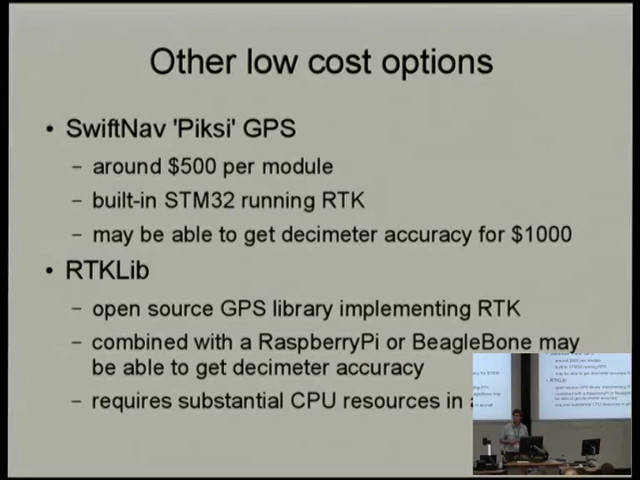 Other low cost options
• SwiftNav 'Piksi' GPS
– around $500 per module
– built-in STM32 running RTK
– may be able to get decimeter accuracy for $1000
• RTKLib
– open source GPS library implementing RTK
– combined with a RaspberryPi or BeagleBone may
be able to get decimeter accuracy
– requires substantial CPU resources in